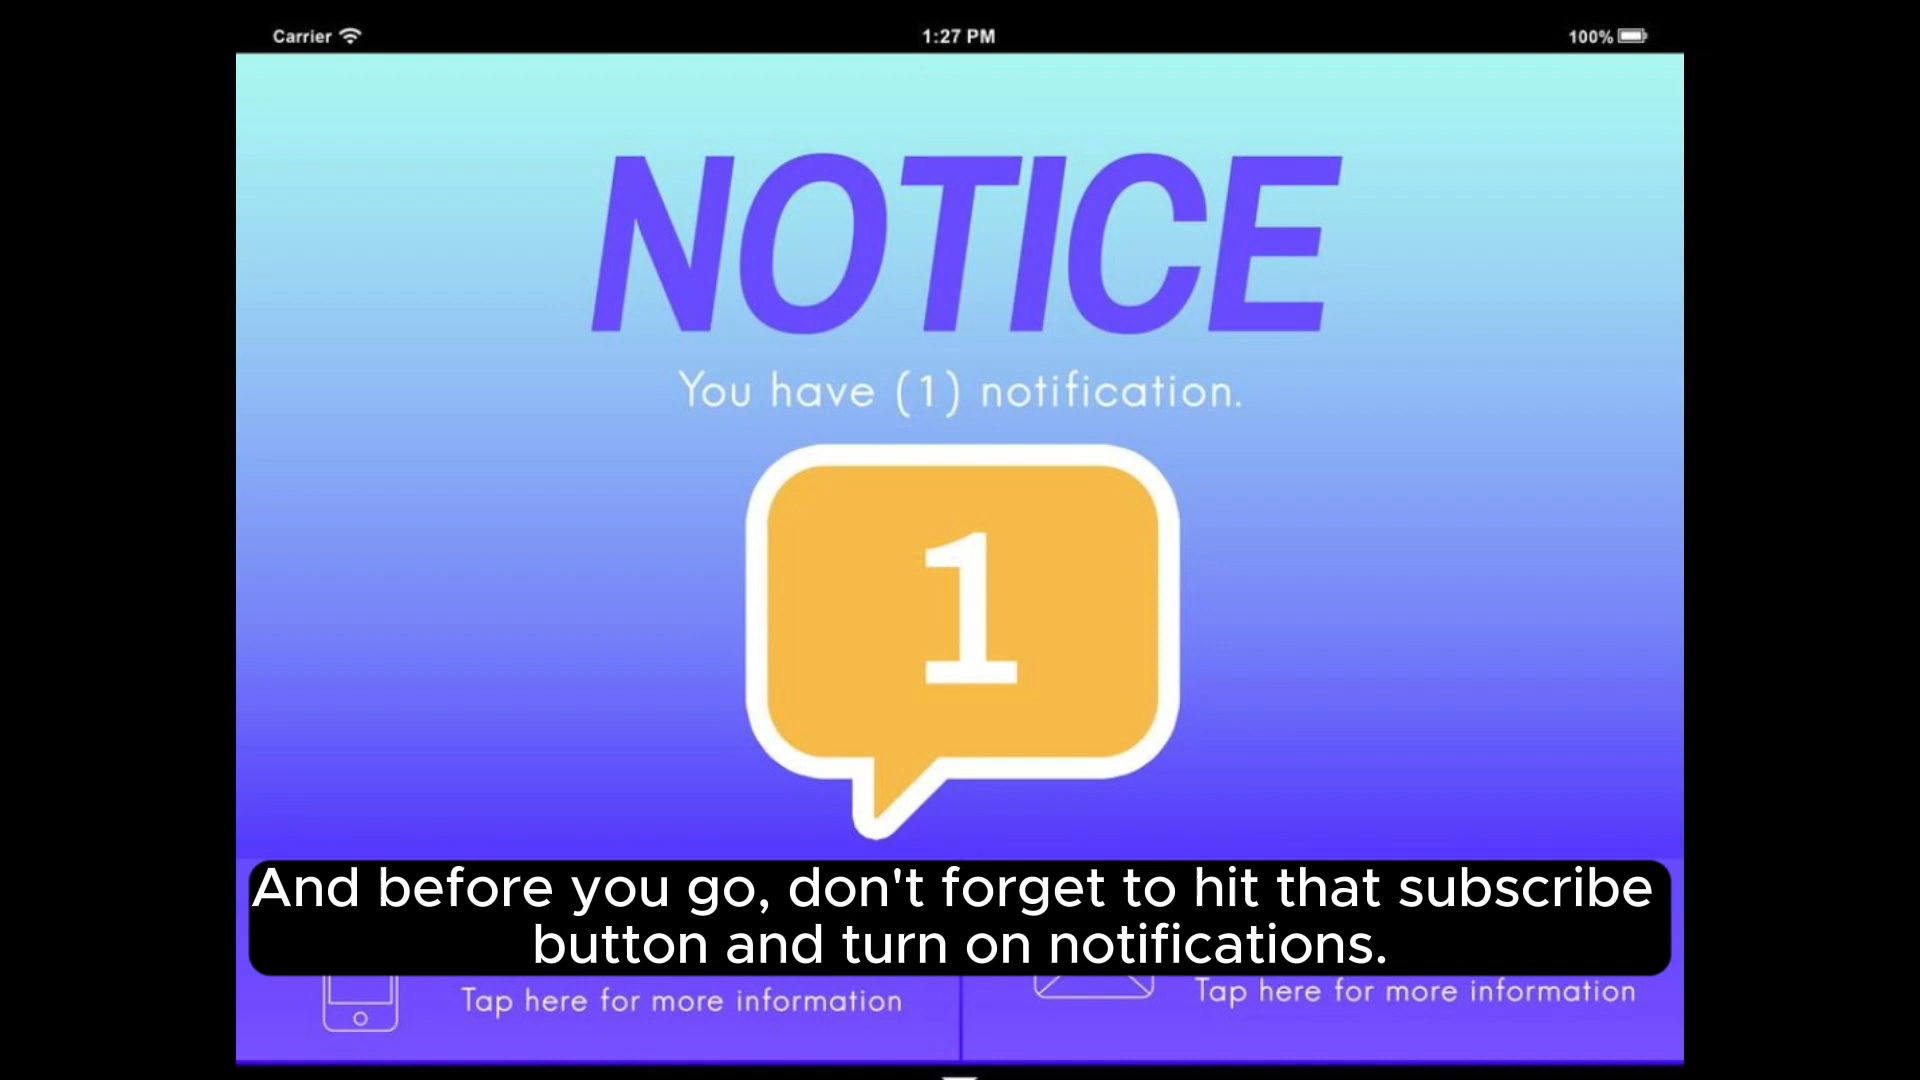 Carrier 1:27 PM 100%
NOTICE
You have (1) notification.
1
And before you go, don't forget to hit that subscribe
button and turn on notifications.
Tap here for more information
Tap here for more information